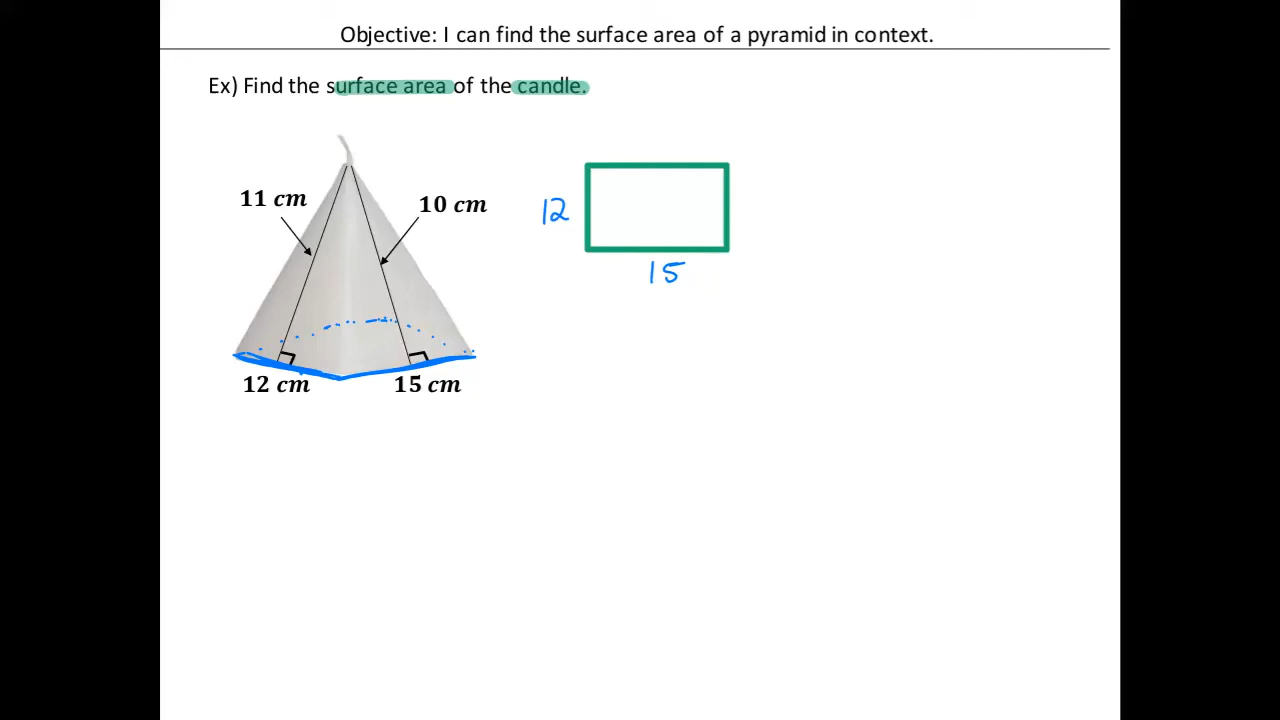 Objective: I can find the surface area of a pyramid in context.
Ex) Find the surface area of the candle.
11 cm
10 cm
12
15
12 cm
15 cm